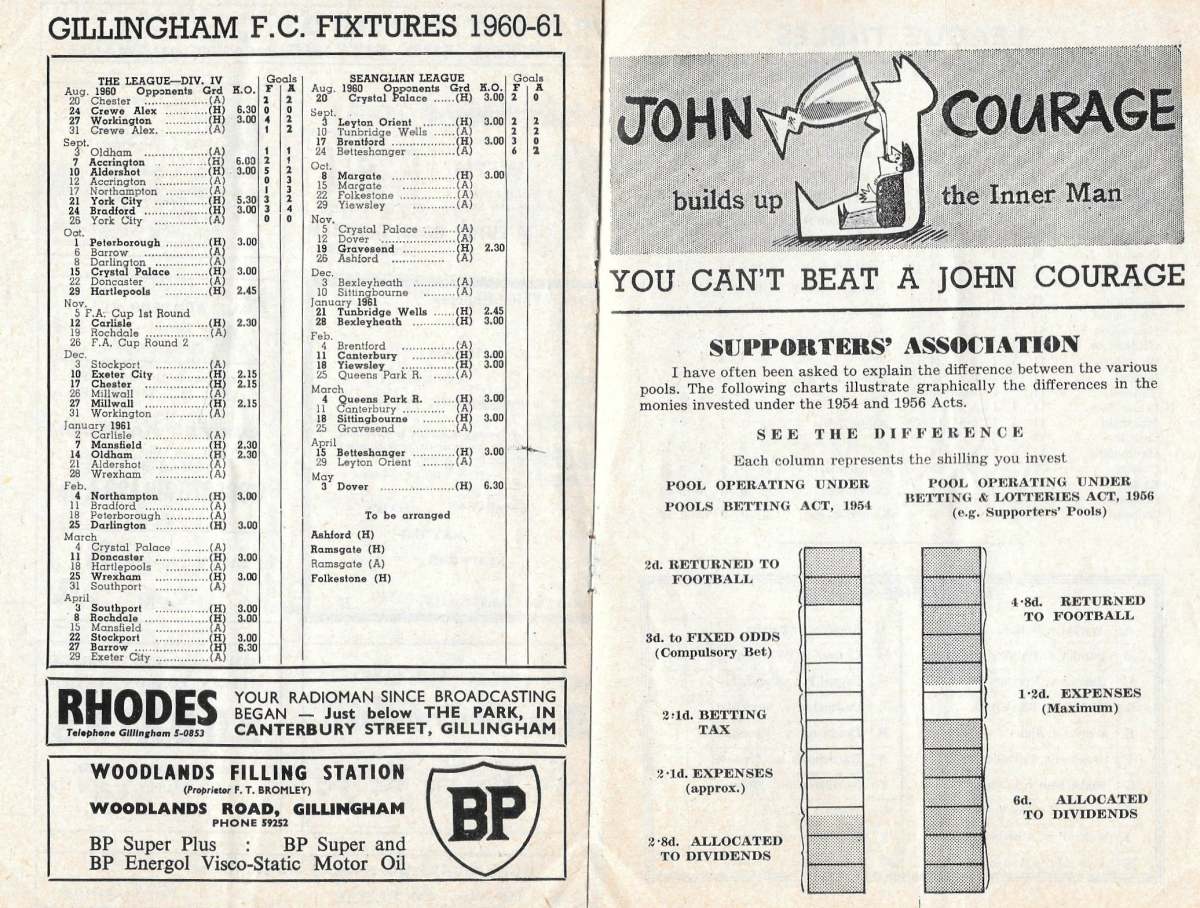 GILLINGHAM F.C. FIXTURES 1960-61
THE LEAGUE—DIV. IV Goals
Aug. 1960 Opponents Grd K.O. F A
20 Chester ................(A) 2 2
24 Crewe Alex ...........(H) 6.30 0 0
27 Workington ...........(H) 3.00 4 2
31 Crewe Alex. ...........(A) 1 2
Sept.
3 Oldham ................(A) 1 1
7 Accrington .............(H) 6.00 2 1
10 Aldershot ..............(H) 3.00 5 2
12 Accrington .............(A) 0 3
17 Northampton ..........(A) 1 3
21 York City ..............(H) 5.30 3 2
24 Bradford ...............(H) 3.00 3 4
26 York City ..............(A) 0 0
Oct.
1 Peterborough ...........(H) 3.00
6 Barrow .................(A)
8 Darlington .............(A)
15 Crystal Palace .........(H) 3.00
22 Doncaster ..............(A)
29 Hartlepools ............(H) 2.45
Nov.
5 F.A. Cup 1st Round
12 Carlisle ...............(H) 2.30
19 Rochdale ...............(A)
26 F.A. Cup Round 2
Dec.
3 Stockport ..............(A)
10 Exeter City ............(H) 2.15
17 Chester ................(H) 2.15
26 Millwall ...............(A)
27 Millwall ...............(H) 2.15
31 Workington .............(A)
January 1961
2 Carlisle ...............(A)
7 Mansfield ..............(H) 2.30
14 Oldham ................(H) 2.30
21 Aldershot ..............(A)
28 Wrexham ...............(A)
Feb.
4 Northampton ...........(H) 3.00
11 Bradford ...............(A)
18 Peterborough ...........(A)
25 Darlington .............(H) 3.00
March
4 Crystal Palace .........(A)
11 Doncaster ..............(H) 3.00
18 Hartlepools ............(A)
25 Wrexham ...............(H) 3.00
31 Southport ..............(A)
April
3 Southport ..............(H) 3.00
8 Rochdale ...............(H) 3.00
15 Mansfield ..............(A)
22 Stockport ..............(H) 3.00
27 Barrow .................(H) 6.30
29 Exeter City ............(A)
SEANGLIAN LEAGUE Goals
Aug. 1960 Opponents Grd K.O. F A
20 Crystal Palace ......(H) 3.00 2 0
Sept.
3 Leyton Orient ........(H) 3.00 2 2
10 Tunbridge Wells ......(A) 2 2
17 Brentford ............(H) 3.00 3 0
24 Betteshanger .........(A) 6 2
Oct.
8 Margate ..............(H) 3.00
15 Margate ..............(A)
22 Folkestone ...........(A)
29 Yiewsley .............(A)
Nov.
5 Crystal Palace .......(A)
12 Dover ................(A)
19 Gravesend ............(H) 2.30
26 Ashford ..............(A)
Dec.
3 Bexleyheath ..........(A)
10 Sittingbourne ........(A)
January 1961
21 Tunbridge Wells ......(H) 2.45
28 Bexleyheath ..........(H) 3.00
Feb.
4 Brentford ............(A)
11 Canterbury ...........(H) 3.00
18 Yiewsley .............(H) 3.00
25 Queens Park R. .......(A)
March
4 Queens Park R. .......(H) 3.00
11 Canterbury ........... (A)
18 Sittingbourne ........(H) 3.00
25 Gravesend ............(A)
April
15 Betteshanger .........(H) 3.00
29 Leyton Orient ........(A)
May
3 Dover ................(H) 6.30
To be arranged
Ashford (H)
Ramsgate (H)
Ramsgate (A)
Folkestone (H)
RHODES
Telephone Gillingham 5-0853
YOUR RADIOMAN SINCE BROADCASTING
BEGAN — Just below THE PARK, IN
CANTERBURY STREET, GILLINGHAM
WOODLANDS FILLING STATION
(Proprietor F. T. BROMLEY)
WOODLANDS ROAD, GILLINGHAM
PHONE 59252
BP Super Plus : BP Super and
BP Energol Visco-Static Motor Oil
BP
JOHN COURAGE
builds up the Inner Man
YOU CAN'T BEAT A JOHN COURAGE
SUPPORTERS' ASSOCIATION
I have often been asked to explain the difference between the various
pools. The following charts illustrate graphically the differences in the
monies invested under the 1954 and 1956 Acts.
SEE THE DIFFERENCE
Each column represents the shilling you invest
POOL OPERATING UNDER
POOLS BETTING ACT, 1954
POOL OPERATING UNDER
BETTING & LOTTERIES ACT, 1956
(e.g. Supporters' Pools)
2d. RETURNED TO
FOOTBALL
3d. to FIXED ODDS
(Compulsory Bet)
2·1d. BETTING
TAX
2·1d. EXPENSES
(approx.)
2·8d. ALLOCATED
TO DIVIDENDS
4·8d. RETURNED
TO FOOTBALL
1·2d. EXPENSES
(Maximum)
6d. ALLOCATED
TO DIVIDENDS